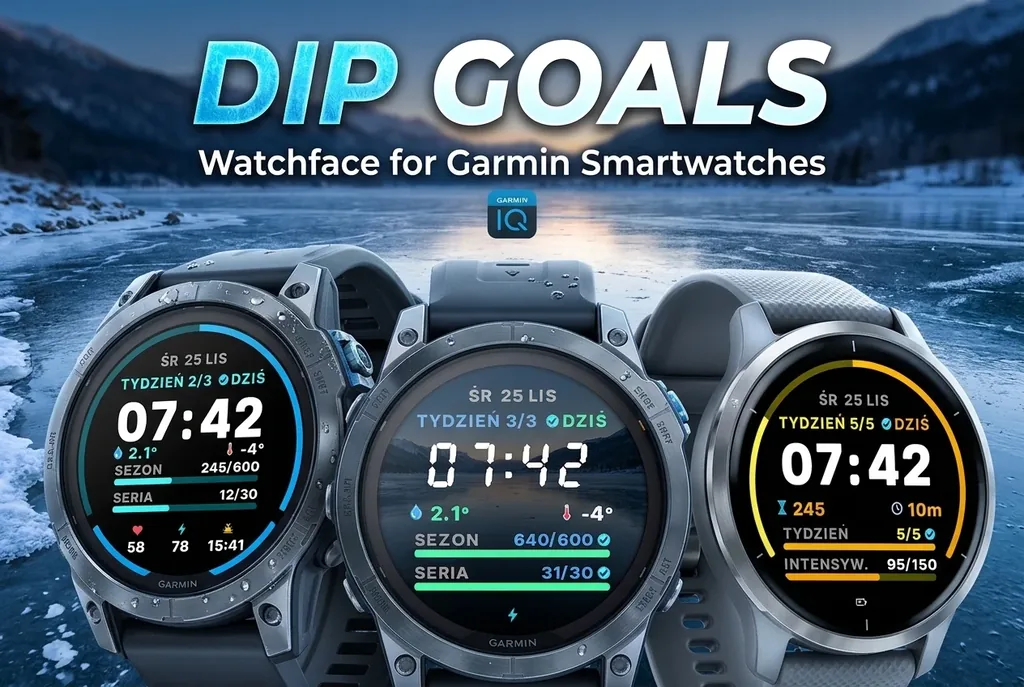 DIP GOALS
Watchface for Garmin Smartwatches
GARMIN
IQ
ŚR 25 LIS
TYDZIEŃ 2/3 DZIŚ
07:42
2.1° -4°
SEZON 245/600
SERIA 12/30
58 78 15:41
GARMIN
ŚR 25 LIS
TYDZIEŃ 3/3 DZIŚ
07:42
2.1° -4°
SEZON 640/600
SERIA 31/30
GARMIN
ŚR 25 LIS
TYDZIEŃ 5/5 DZIŚ
07:42
245 10m
TYDZIEŃ 5/5
INTENSYW. 95/150